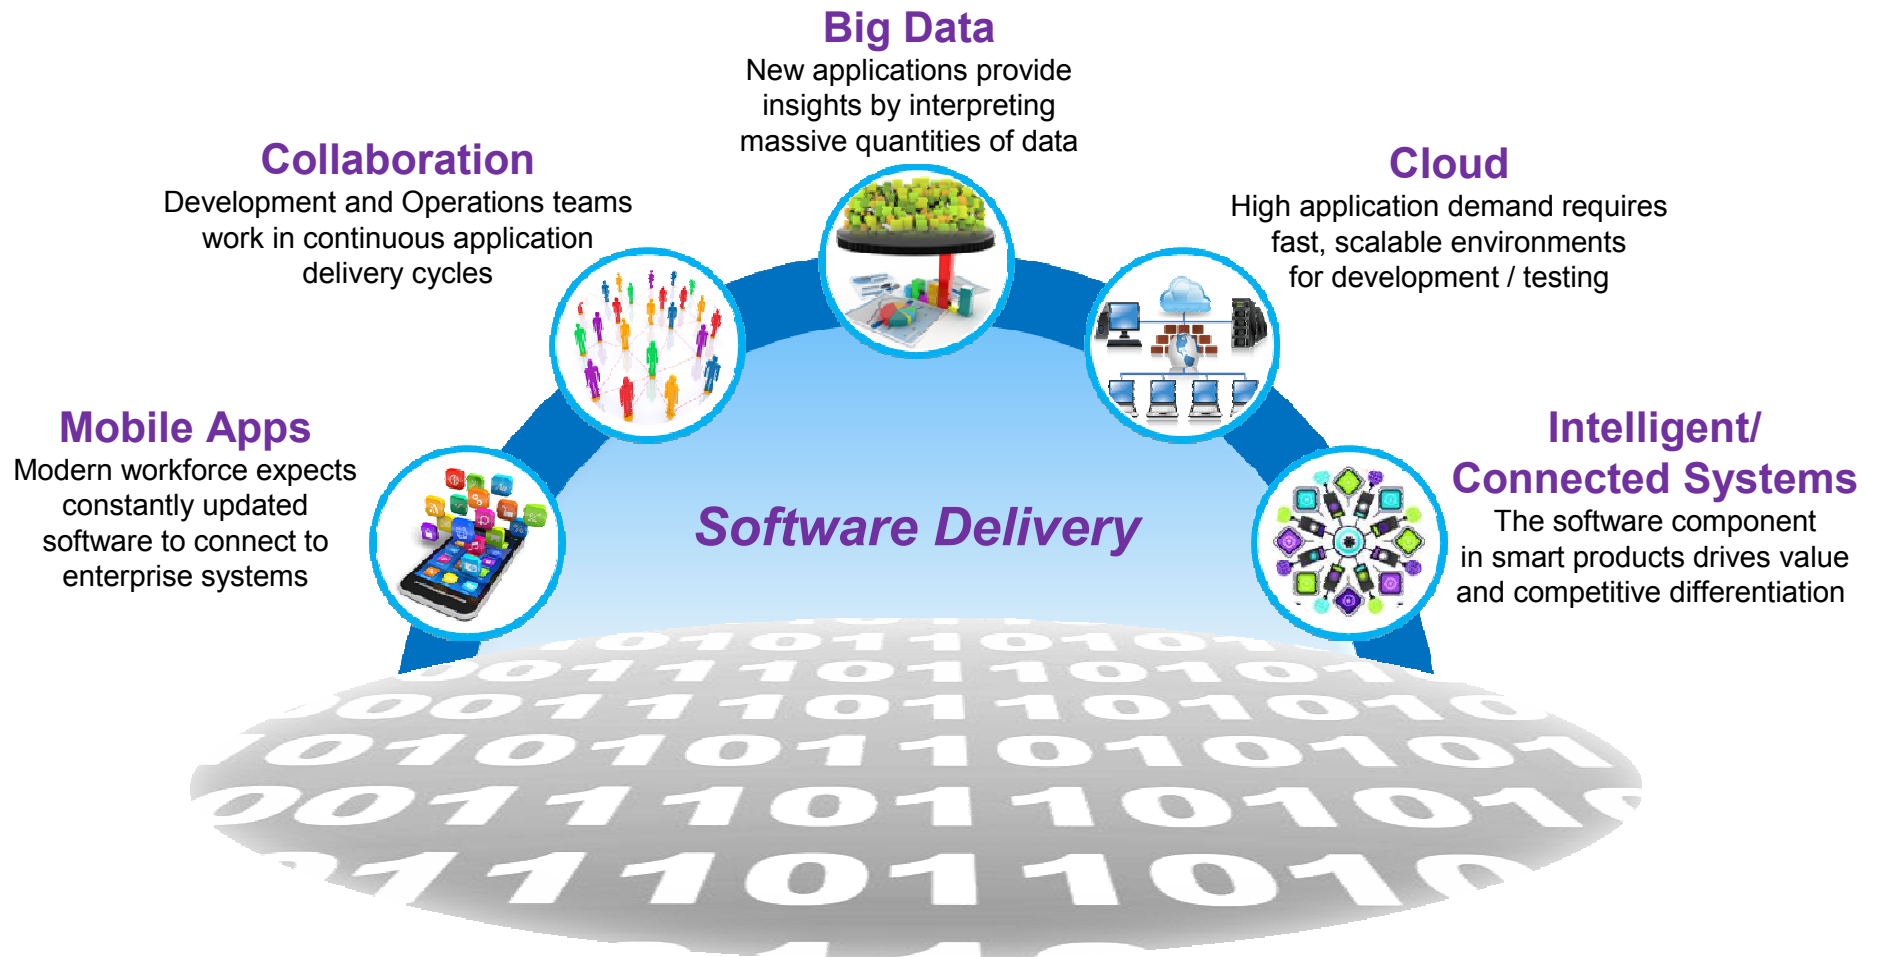 Big Data
New applications provide
insights by interpreting
massive quantities of data
Collaboration
Development and Operations teams
work in continuous application
delivery cycles
Cloud
High application demand requires
fast, scalable environments
for development / testing
Mobile Apps
Modern workforce expects
constantly updated
software to connect to
enterprise systems
Intelligent/
Connected Systems
The software component
in smart products drives value
and competitive differentiation
Software Delivery